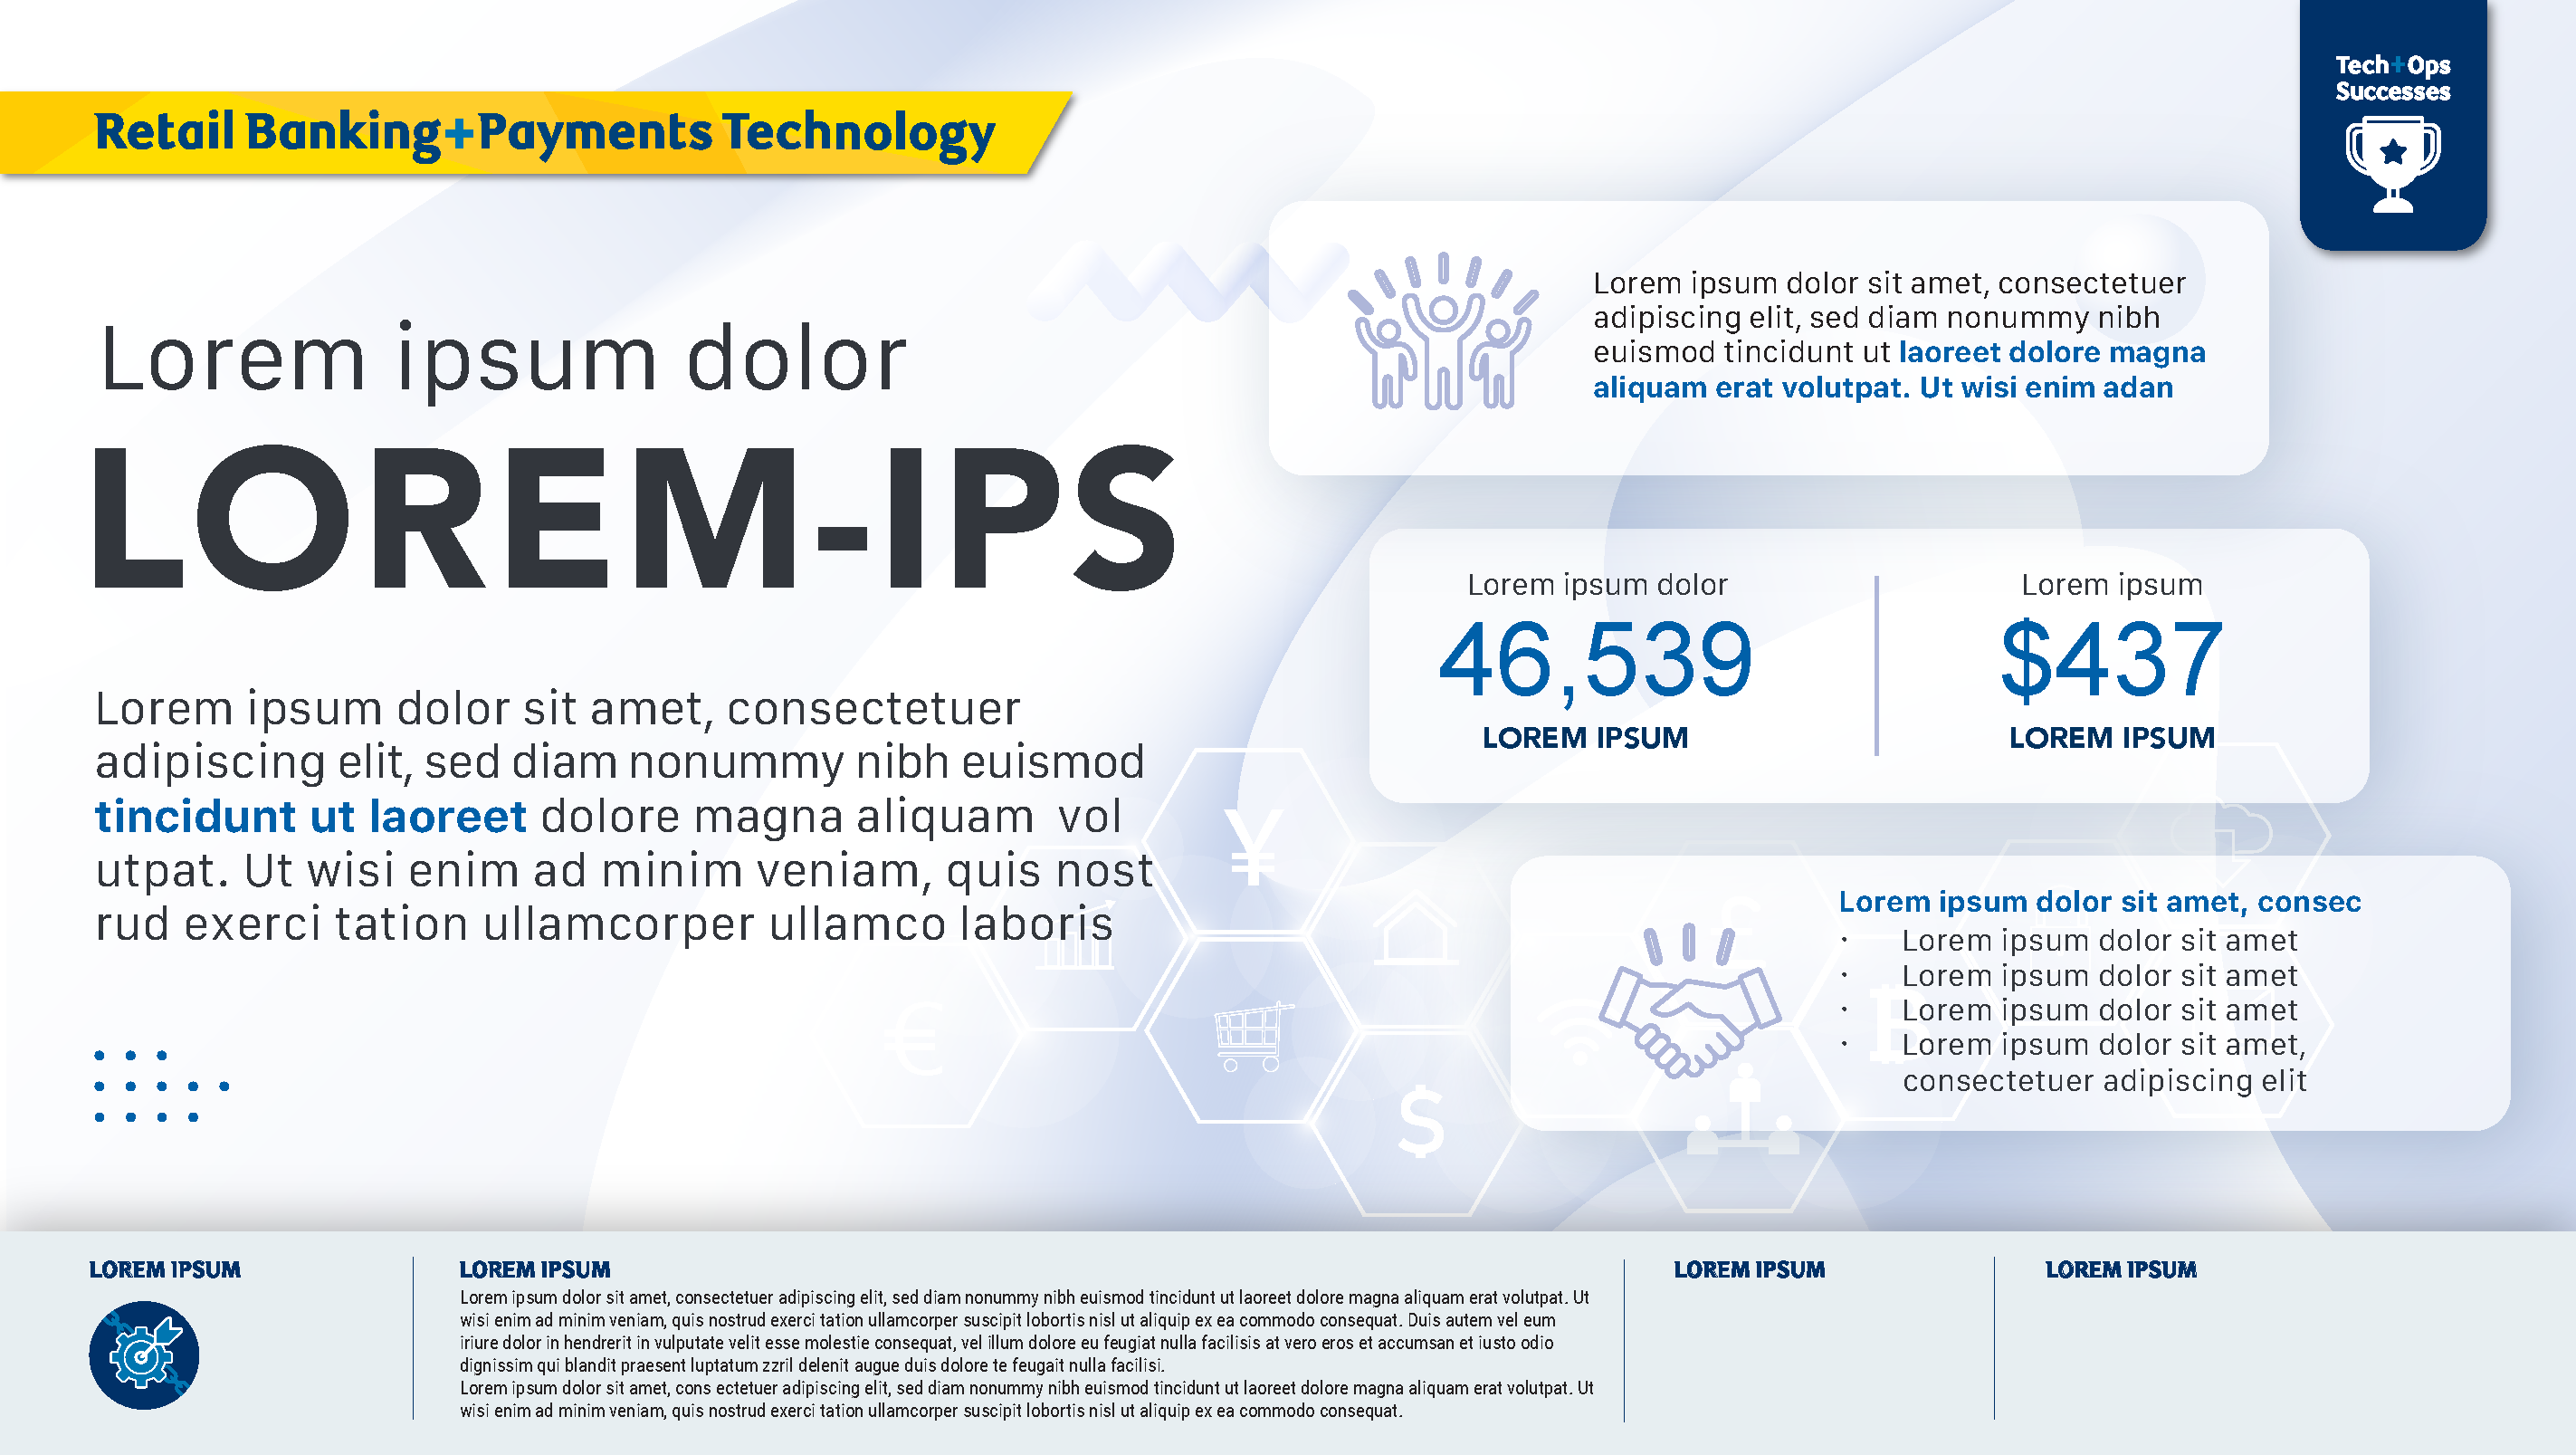 Tech+Ops
Successes
Retail Banking+Payments Technology
Lorem ipsum dolor
LOREM-IPS
Lorem ipsum dolor sit amet, consectetuer
adipiscing elit, sed diam nonummy nibh euismod
tincidunt ut laoreet dolore magna aliquam vol
utpat. Ut wisi enim ad minim veniam, quis nost
rud exerci tation ullamcorper ullamco laboris
Lorem ipsum dolor sit amet, consectetuer
adipiscing elit, sed diam nonummy nibh
euismod tincidunt ut laoreet dolore magna
aliquam erat volutpat. Ut wisi enim adan
Lorem ipsum dolor
46,539
LOREM IPSUM
Lorem ipsum
$437
LOREM IPSUM
Lorem ipsum dolor sit amet, consec
· Lorem ipsum dolor sit amet
· Lorem ipsum dolor sit amet
· Lorem ipsum dolor sit amet
· Lorem ipsum dolor sit amet,
consectetuer adipiscing elit
¥
€
$
LOREM IPSUM
LOREM IPSUM
Lorem ipsum dolor sit amet, consectetuer adipiscing elit, sed diam nonummy nibh euismod tincidunt ut laoreet dolore magna aliquam erat volutpat. Ut
wisi enim ad minim veniam, quis nostrud exerci tation ullamcorper suscipit lobortis nisl ut aliquip ex ea commodo consequat. Duis autem vel eum
iriure dolor in hendrerit in vulputate velit esse molestie consequat, vel illum dolore eu feugiat nulla facilisis at vero eros et accumsan et iusto odio
dignissim qui blandit praesent luptatum zzril delenit augue duis dolore te feugait nulla facilisi.
Lorem ipsum dolor sit amet, cons ectetuer adipiscing elit, sed diam nonummy nibh euismod tincidunt ut laoreet dolore magna aliquam erat volutpat. Ut
wisi enim ad minim veniam, quis nostrud exerci tation ullamcorper suscipit lobortis nisl ut aliquip ex ea commodo consequat.
LOREM IPSUM
LOREM IPSUM